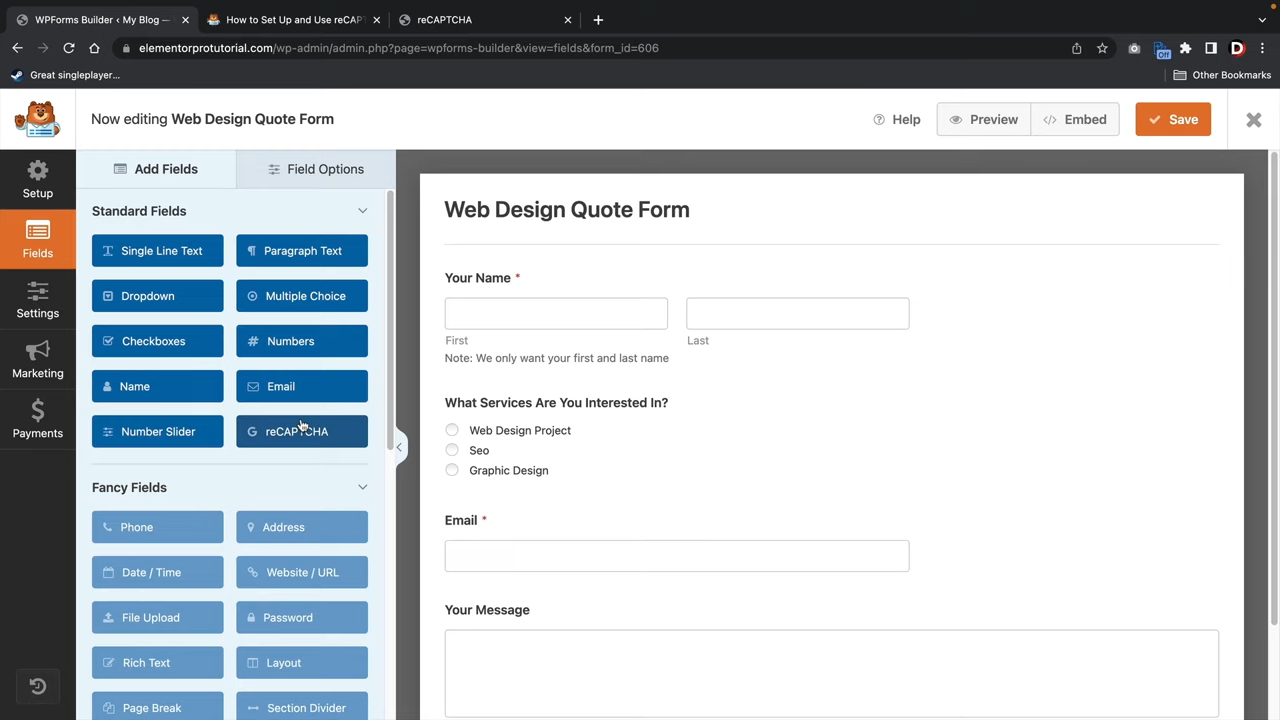 WPForms Builder ‹ My Blog —
How to Set Up and Use reCAP
reCAPTCHA
elementorprotutorial.com/wp-admin/admin.php?page=wpforms-builder&view=fields&form_id=606
Off
D
Great singleplayer...
Other Bookmarks
Now editing Web Design Quote Form
Help
Preview
Embed
Save
Setup
Fields
Settings
Marketing
Payments
Add Fields
Field Options
Standard Fields
Single Line Text
Paragraph Text
Dropdown
Multiple Choice
Checkboxes
Numbers
Name
Email
Number Slider
reCAPTCHA
Fancy Fields
Phone
Address
Date / Time
Website / URL
File Upload
Password
Rich Text
Layout
Page Break
Section Divider
Web Design Quote Form
Your Name *
First
Last
Note: We only want your first and last name
What Services Are You Interested In?
Web Design Project
Seo
Graphic Design
Email *
Your Message